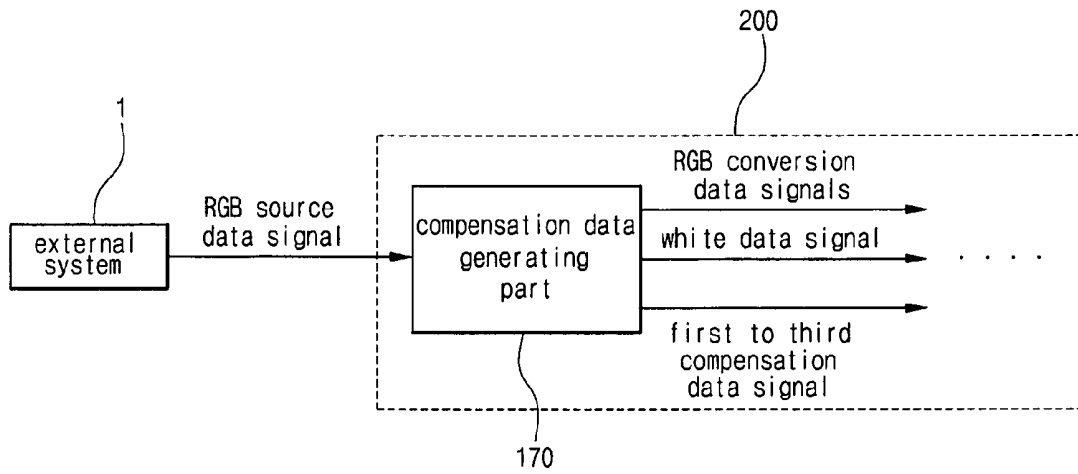 200
1
RGB conversion
data signals
RGB source
data signal
external
system
compensation data
generating
part
white data signal
first to third
compensation
data signal
170